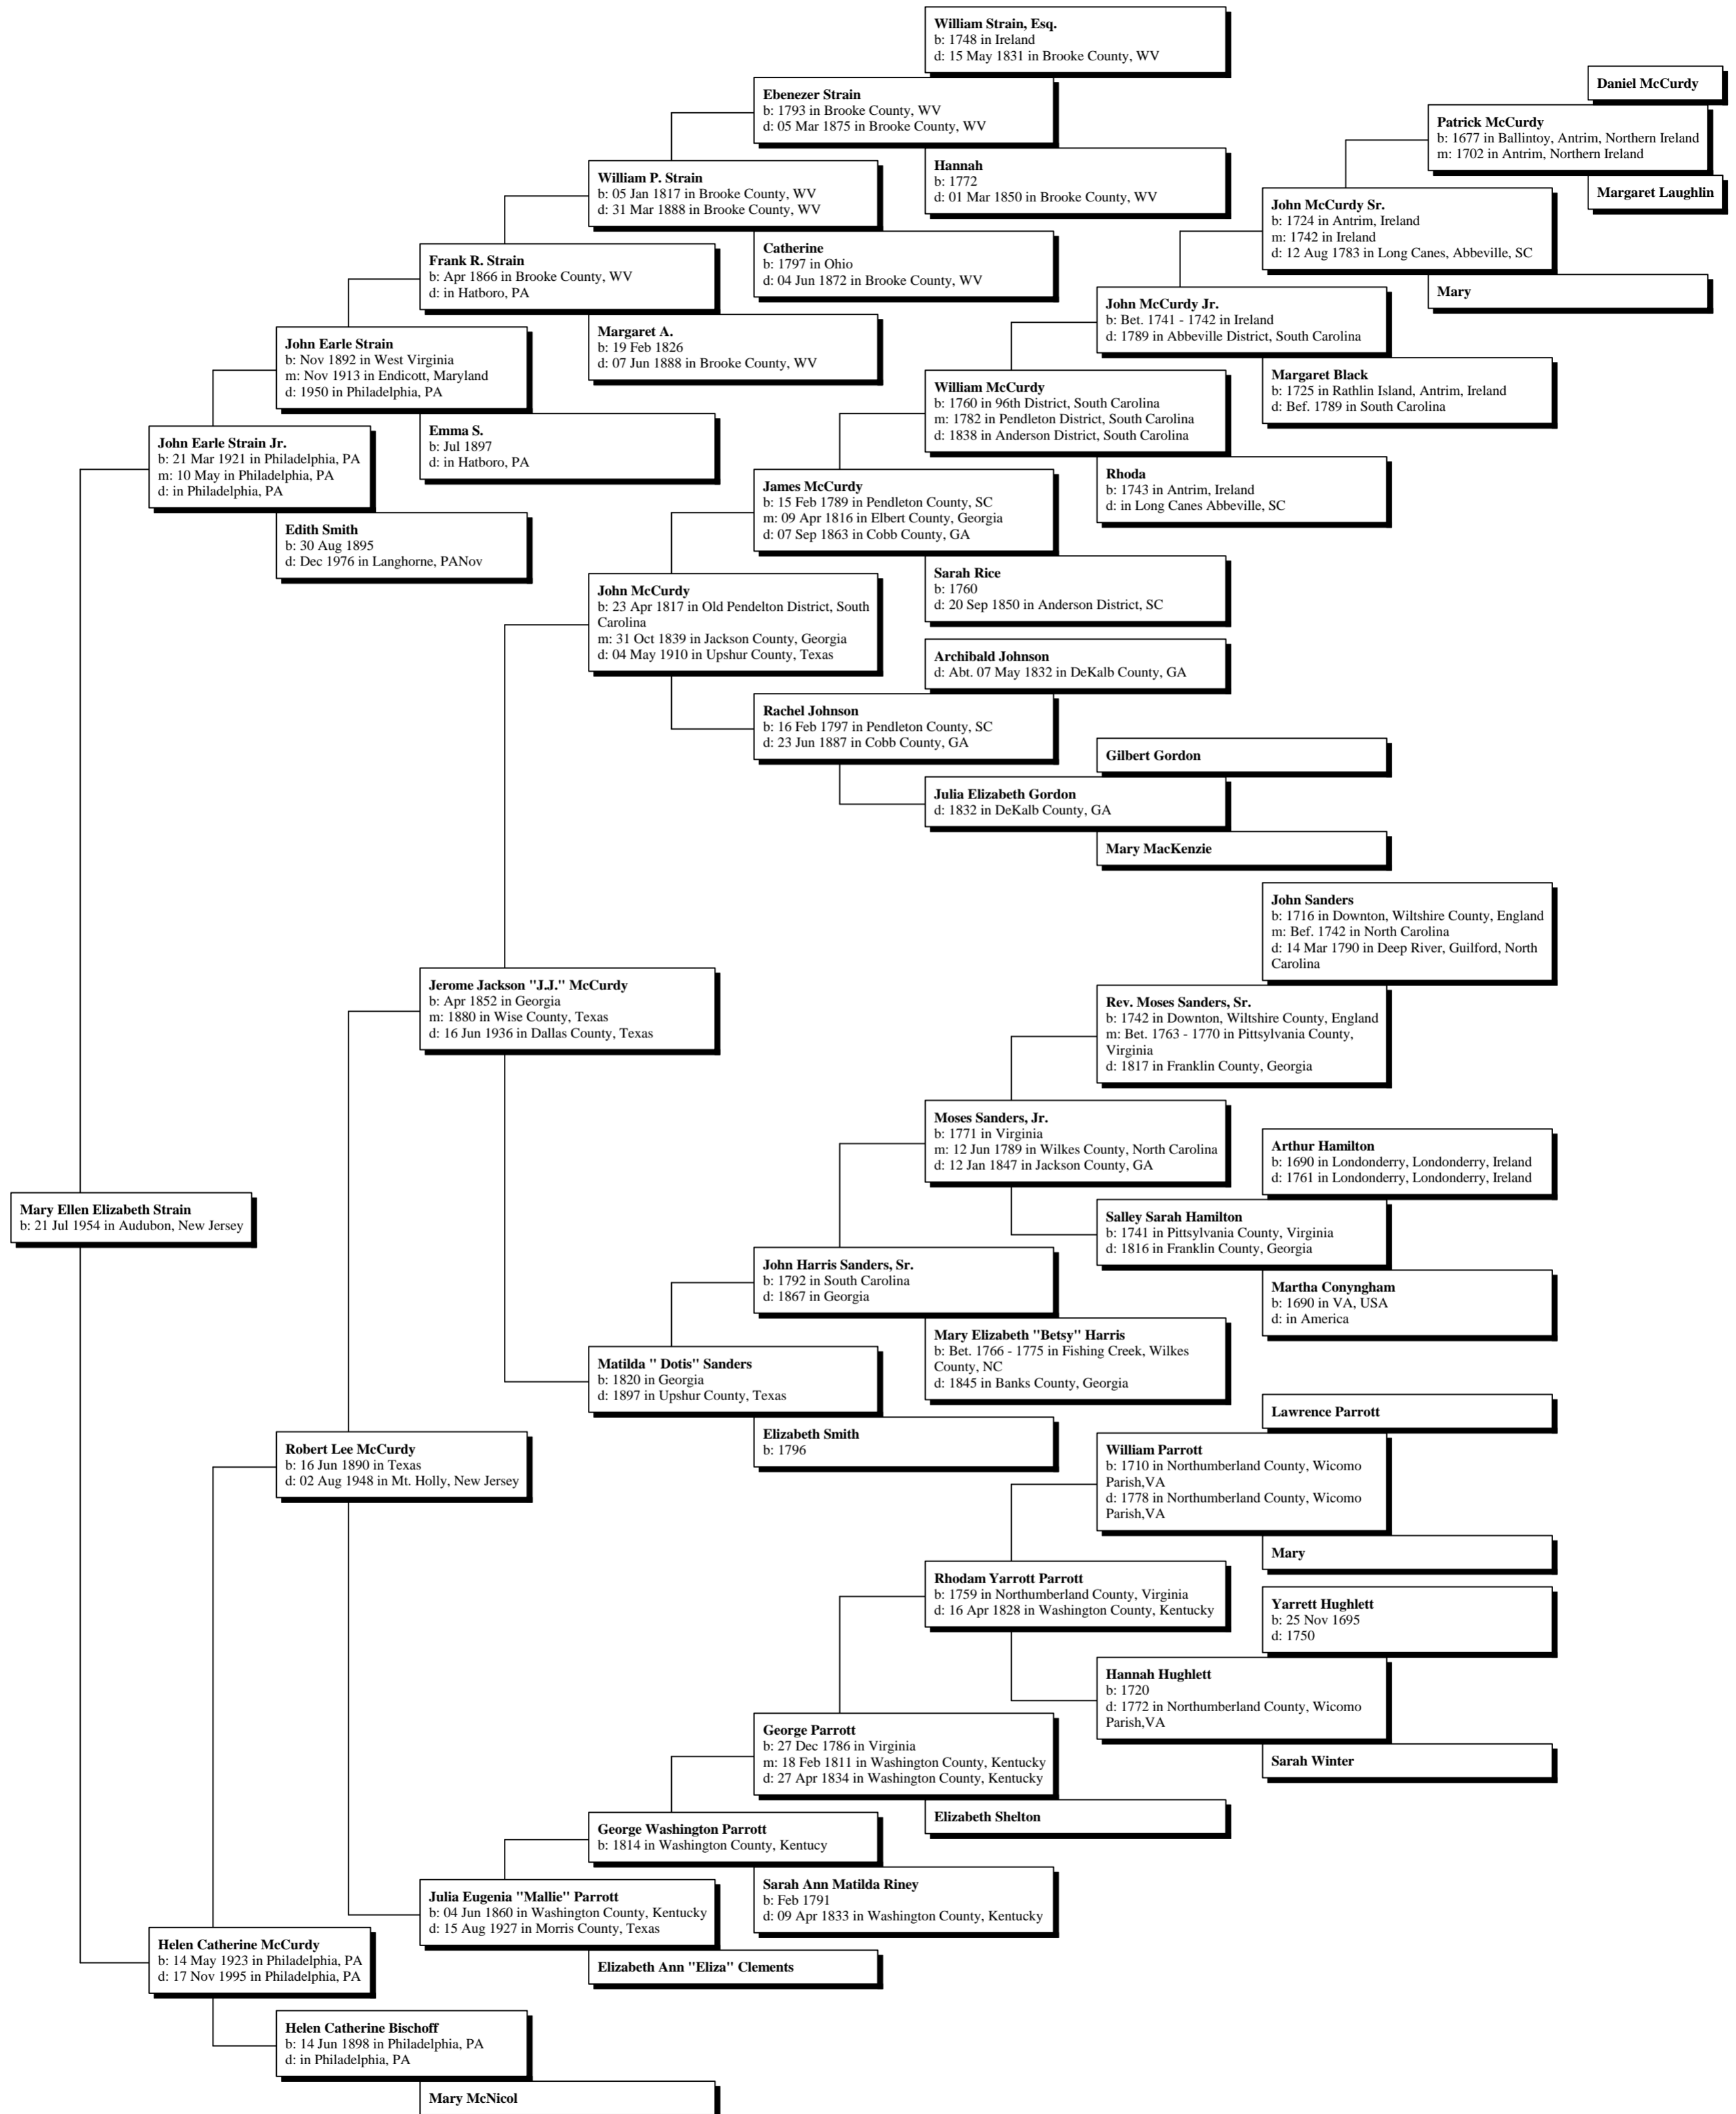 William Strain, Esq.
b: 1748 in Ireland
d: 15 May 1831 in Brooke County, WV
Daniel McCurdy
Ebenezer Strain
b: 1793 in Brooke County, WV
d: 05 Mar 1875 in Brooke County, WV
Patrick McCurdy
b: 1677 in Ballintoy, Antrim, Northern Ireland
m: 1702 in Antrim, Northern Ireland
Hannah
b: 1772
d: 01 Mar 1850 in Brooke County, WV
William P. Strain
b: 05 Jan 1817 in Brooke County, WV
d: 31 Mar 1888 in Brooke County, WV
Margaret Laughlin
John McCurdy Sr.
b: 1724 in Antrim, Ireland
m: 1742 in Ireland
d: 12 Aug 1783 in Long Canes, Abbeville, SC
Catherine
b: 1797 in Ohio
d: 04 Jun 1872 in Brooke County, WV
Frank R. Strain
b: Apr 1866 in Brooke County, WV
d: in Hatboro, PA
Mary
John McCurdy Jr.
b: Bet. 1741 - 1742 in Ireland
d: 1789 in Abbeville District, South Carolina
Margaret A.
b: 19 Feb 1826
d: 07 Jun 1888 in Brooke County, WV
John Earle Strain
b: Nov 1892 in West Virginia
m: Nov 1913 in Endicott, Maryland
d: 1950 in Philadelphia, PA
Margaret Black
b: 1725 in Rathlin Island, Antrim, Ireland
d: Bef. 1789 in South Carolina
William McCurdy
b: 1760 in 96th District, South Carolina
m: 1782 in Pendleton District, South Carolina
d: 1838 in Anderson District, South Carolina
Emma S.
b: Jul 1897
d: in Hatboro, PA
John Earle Strain Jr.
b: 21 Mar 1921 in Philadelphia, PA
m: 10 May in Philadelphia, PA
d: in Philadelphia, PA
Rhoda
b: 1743 in Antrim, Ireland
d: in Long Canes Abbeville, SC
James McCurdy
b: 15 Feb 1789 in Pendleton County, SC
m: 09 Apr 1816 in Elbert County, Georgia
d: 07 Sep 1863 in Cobb County, GA
Edith Smith
b: 30 Aug 1895
d: Dec 1976 in Langhorne, PANov
Sarah Rice
b: 1760
d: 20 Sep 1850 in Anderson District, SC
John McCurdy
b: 23 Apr 1817 in Old Pendelton District, South
Carolina
m: 31 Oct 1839 in Jackson County, Georgia
d: 04 May 1910 in Upshur County, Texas
Archibald Johnson
d: Abt. 07 May 1832 in DeKalb County, GA
Rachel Johnson
b: 16 Feb 1797 in Pendleton County, SC
d: 23 Jun 1887 in Cobb County, GA
Gilbert Gordon
Julia Elizabeth Gordon
d: 1832 in DeKalb County, GA
Mary MacKenzie
John Sanders
b: 1716 in Downton, Wiltshire County, England
m: Bef. 1742 in North Carolina
d: 14 Mar 1790 in Deep River, Guilford, North
Carolina
Jerome Jackson "J.J." McCurdy
b: Apr 1852 in Georgia
m: 1880 in Wise County, Texas
d: 16 Jun 1936 in Dallas County, Texas
Rev. Moses Sanders, Sr.
b: 1742 in Downton, Wiltshire County, England
m: Bet. 1763 - 1770 in Pittsylvania County,
Virginia
d: 1817 in Franklin County, Georgia
Moses Sanders, Jr.
b: 1771 in Virginia
m: 12 Jun 1789 in Wilkes County, North Carolina
d: 12 Jan 1847 in Jackson County, GA
Arthur Hamilton
b: 1690 in Londonderry, Londonderry, Ireland
d: 1761 in Londonderry, Londonderry, Ireland
Mary Ellen Elizabeth Strain
b: 21 Jul 1954 in Audubon, New Jersey
Salley Sarah Hamilton
b: 1741 in Pittsylvania County, Virginia
d: 1816 in Franklin County, Georgia
John Harris Sanders, Sr.
b: 1792 in South Carolina
d: 1867 in Georgia
Martha Conyngham
b: 1690 in VA, USA
d: in America
Mary Elizabeth "Betsy" Harris
b: Bet. 1766 - 1775 in Fishing Creek, Wilkes
County, NC
d: 1845 in Banks County, Georgia
Matilda " Dotis" Sanders
b: 1820 in Georgia
d: 1897 in Upshur County, Texas
Lawrence Parrott
Elizabeth Smith
b: 1796
Robert Lee McCurdy
b: 16 Jun 1890 in Texas
d: 02 Aug 1948 in Mt. Holly, New Jersey
William Parrott
b: 1710 in Northumberland County, Wicomo
Parish,VA
d: 1778 in Northumberland County, Wicomo
Parish,VA
Mary
Rhodam Yarrott Parrott
b: 1759 in Northumberland County, Virginia
d: 16 Apr 1828 in Washington County, Kentucky
Yarrett Hughlett
b: 25 Nov 1695
d: 1750
Hannah Hughlett
b: 1720
d: 1772 in Northumberland County, Wicomo
Parish,VA
George Parrott
b: 27 Dec 1786 in Virginia
m: 18 Feb 1811 in Washington County, Kentucky
d: 27 Apr 1834 in Washington County, Kentucky
Sarah Winter
Elizabeth Shelton
George Washington Parrott
b: 1814 in Washington County, Kentucy
Sarah Ann Matilda Riney
b: Feb 1791
d: 09 Apr 1833 in Washington County, Kentucky
Julia Eugenia "Mallie" Parrott
b: 04 Jun 1860 in Washington County, Kentucky
d: 15 Aug 1927 in Morris County, Texas
Helen Catherine McCurdy
b: 14 May 1923 in Philadelphia, PA
d: 17 Nov 1995 in Philadelphia, PA
Elizabeth Ann "Eliza" Clements
Helen Catherine Bischoff
b: 14 Jun 1898 in Philadelphia, PA
d: in Philadelphia, PA
Mary McNicol